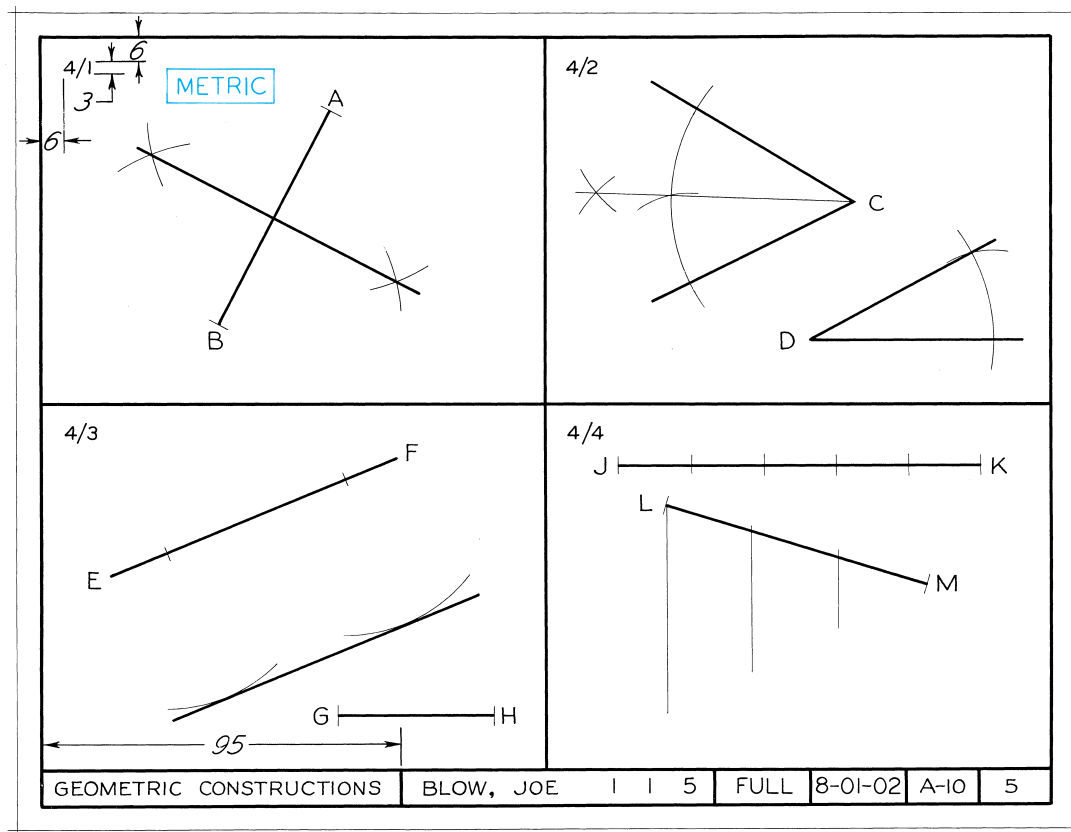 6
4/1
METRIC
3
6
A
B
4/2
C
D
4/3
F
E
G H
95
4/4
J K
L
M
GEOMETRIC CONSTRUCTIONS BLOW, JOE 1 1 5 FULL 8-01-02 A-10 5